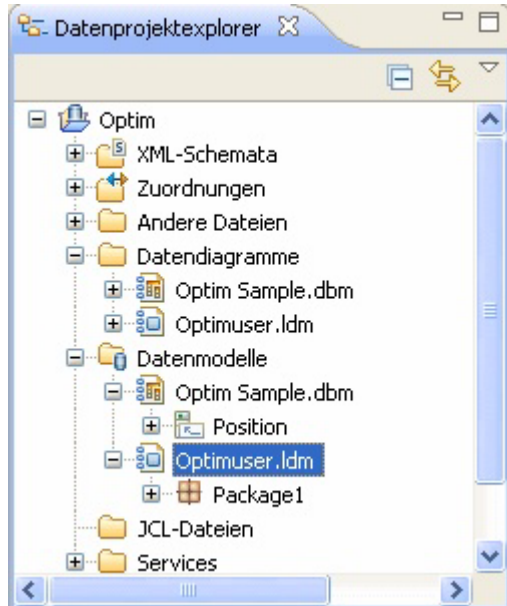 Datenprojektexplorer
Optim
XML-Schemata
Zuordnungen
Andere Dateien
Datendiagramme
Optim Sample.dbm
Optimuser.ldm
Datenmodelle
Optim Sample.dbm
Position
Optimuser.ldm
Package1
JCL-Dateien
Services